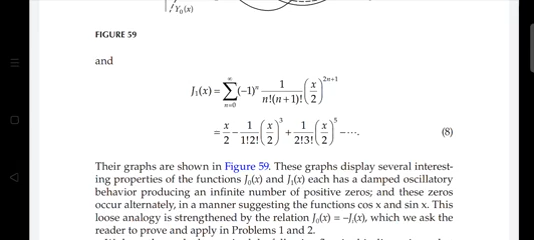 Y₀(x)
FIGURE 59
and
J₁(x) = ∑_{n=0}^{∞} (−1)ⁿ 1/(n!(n+1)!) (x/2)^{2n+1}
= x/2 − 1/(1!2!) (x/2)³ + 1/(2!3!) (x/2)⁵ − ⋯. (8)
Their graphs are shown in Figure 59. These graphs display several interest-
ing properties of the functions J₀(x) and J₁(x) each has a damped oscillatory
behavior producing an infinite number of positive zeros; and these zeros
occur alternately, in a manner suggesting the functions cos x and sin x. This
loose analogy is strengthened by the relation J₀(x) = −J₁(x), which we ask the
reader to prove and apply in Problems 1 and 2.